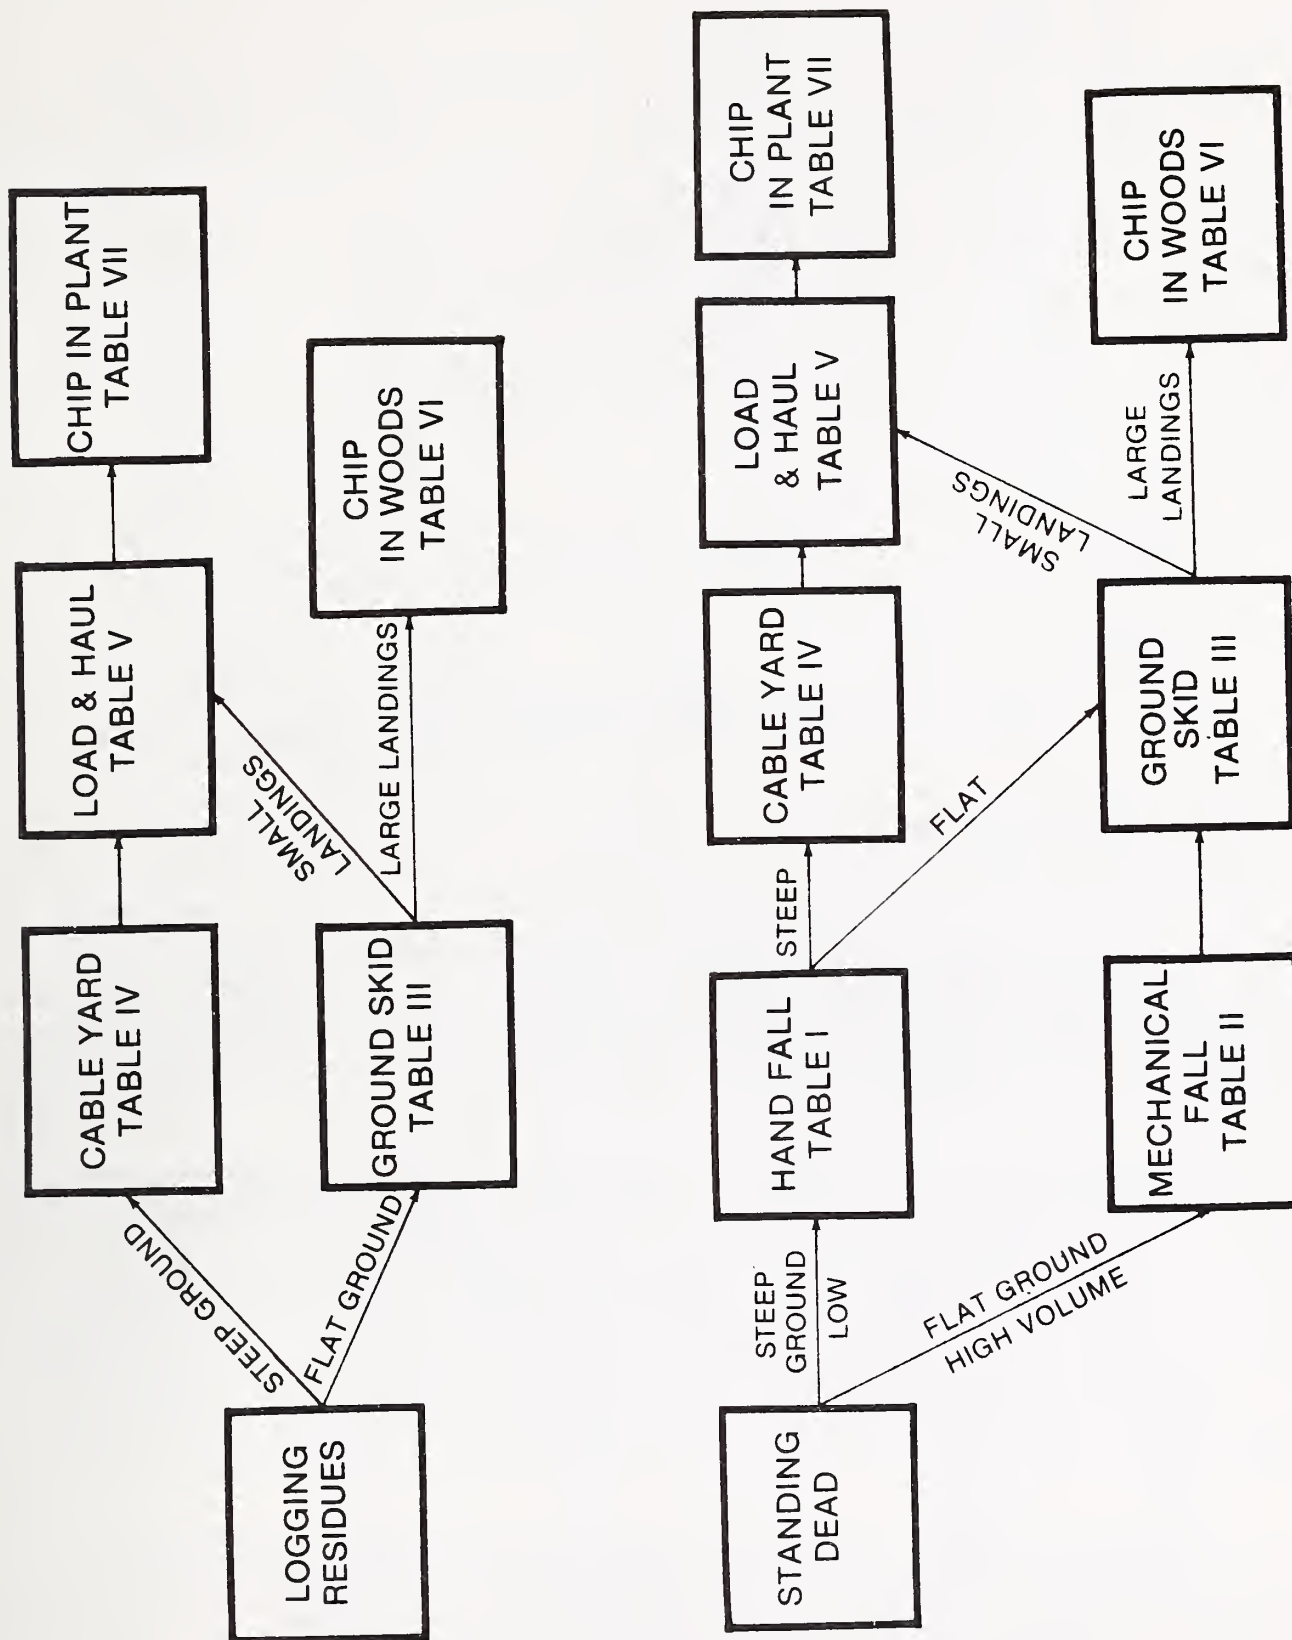 LOGGING
RESIDUES
STEEP GROUND
FLAT GROUND
CABLE YARD
TABLE IV
GROUND SKID
TABLE III
SMALL
LANDINGS
LARGE LANDINGS
LOAD & HAUL
TABLE V
CHIP
IN WOODS
TABLE VI
CHIP IN PLANT
TABLE VII
STANDING
DEAD
STEEP
GROUND
LOW
FLAT GROUND
HIGH VOLUME
HAND FALL
TABLE I
MECHANICAL
FALL
TABLE II
STEEP
FLAT
CABLE YARD
TABLE IV
GROUND
SKID
TABLE III
SMALL
LANDINGS
LARGE
LANDINGS
LOAD
& HAUL
TABLE V
CHIP
IN WOODS
TABLE VI
CHIP
IN PLANT
TABLE VII